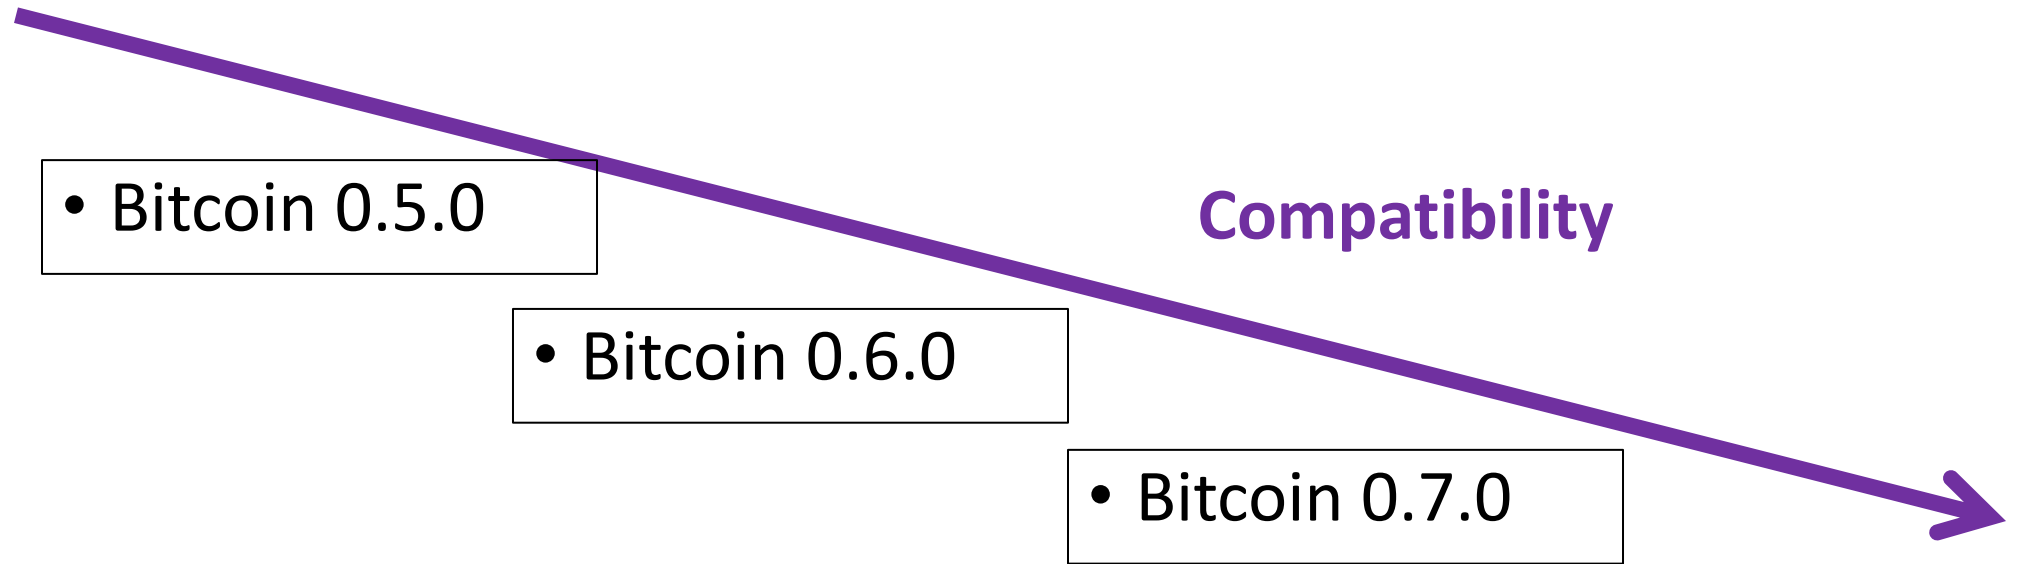 • Bitcoin 0.5.0
Compatibility
• Bitcoin 0.6.0
• Bitcoin 0.7.0